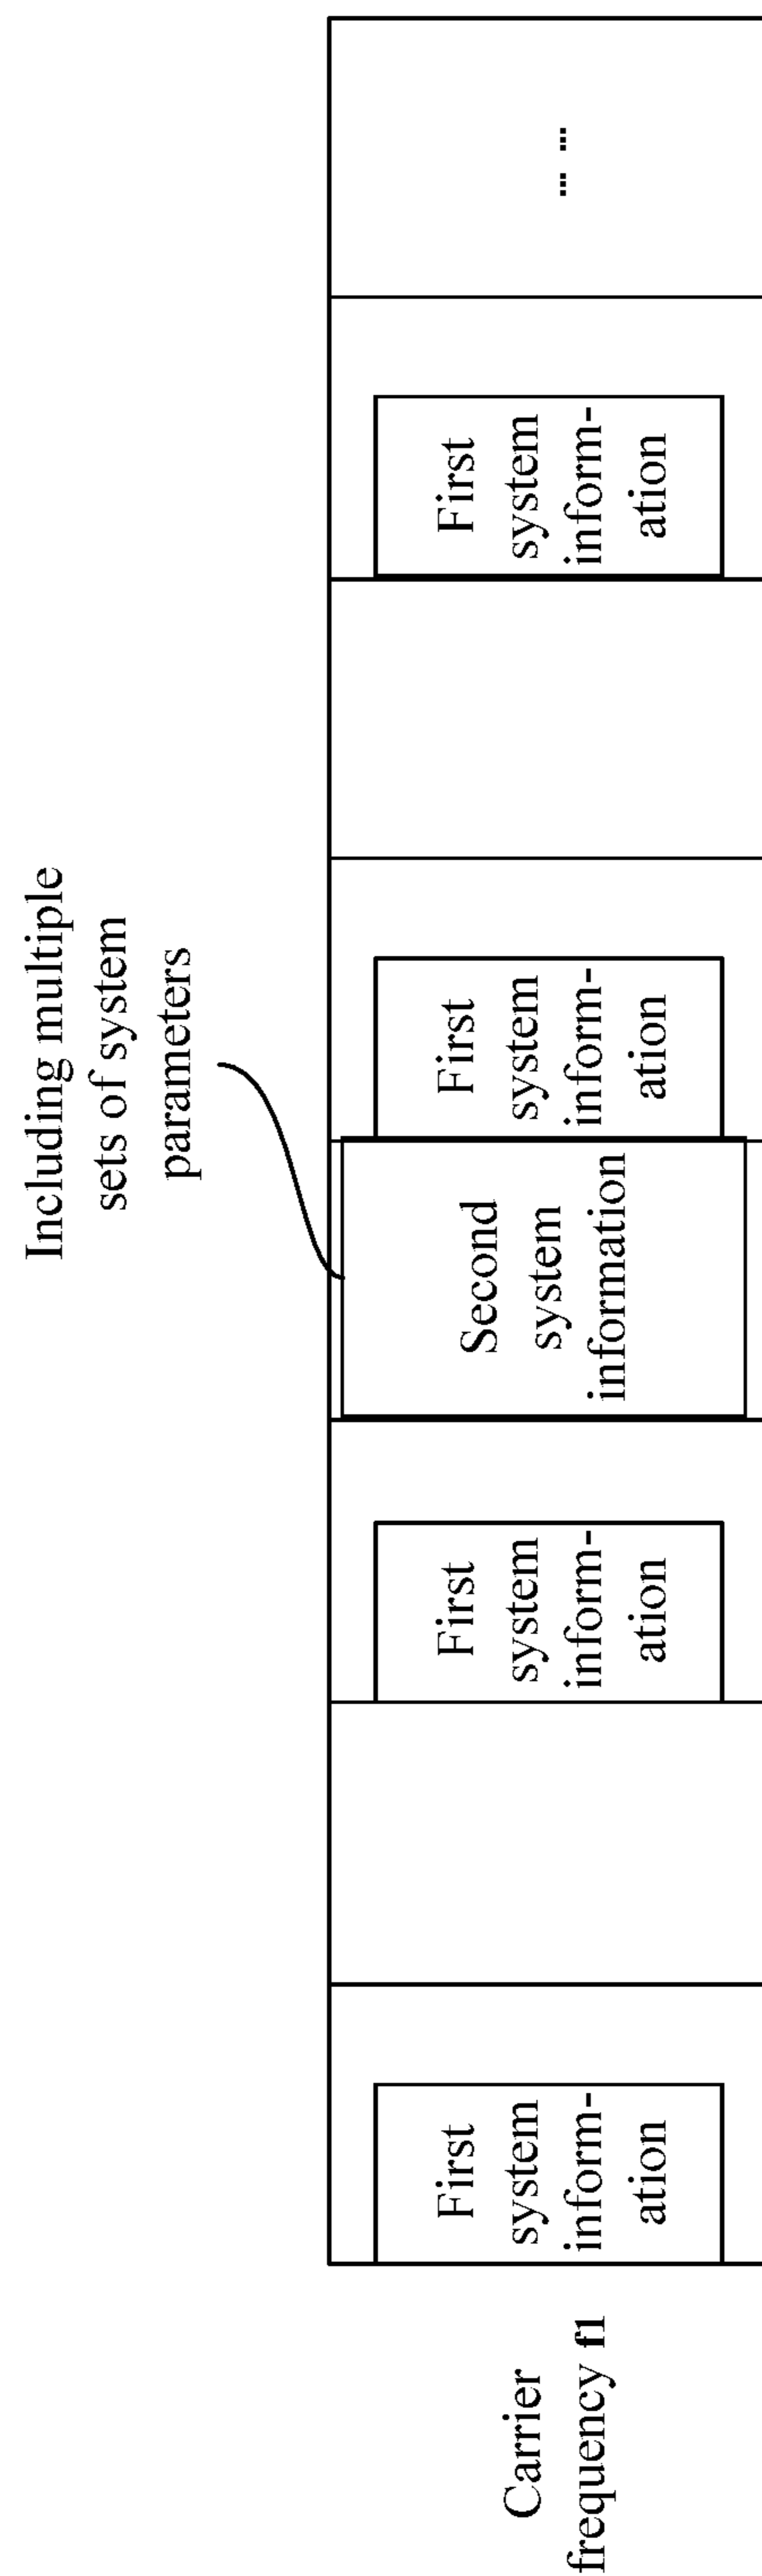 Including multiple
sets of system
parameters
Carrier
frequency f1
First
system
inform-
ation
First
system
inform-
ation
Second
system
information
First
system
inform-
ation
First
system
inform-
ation
... ...